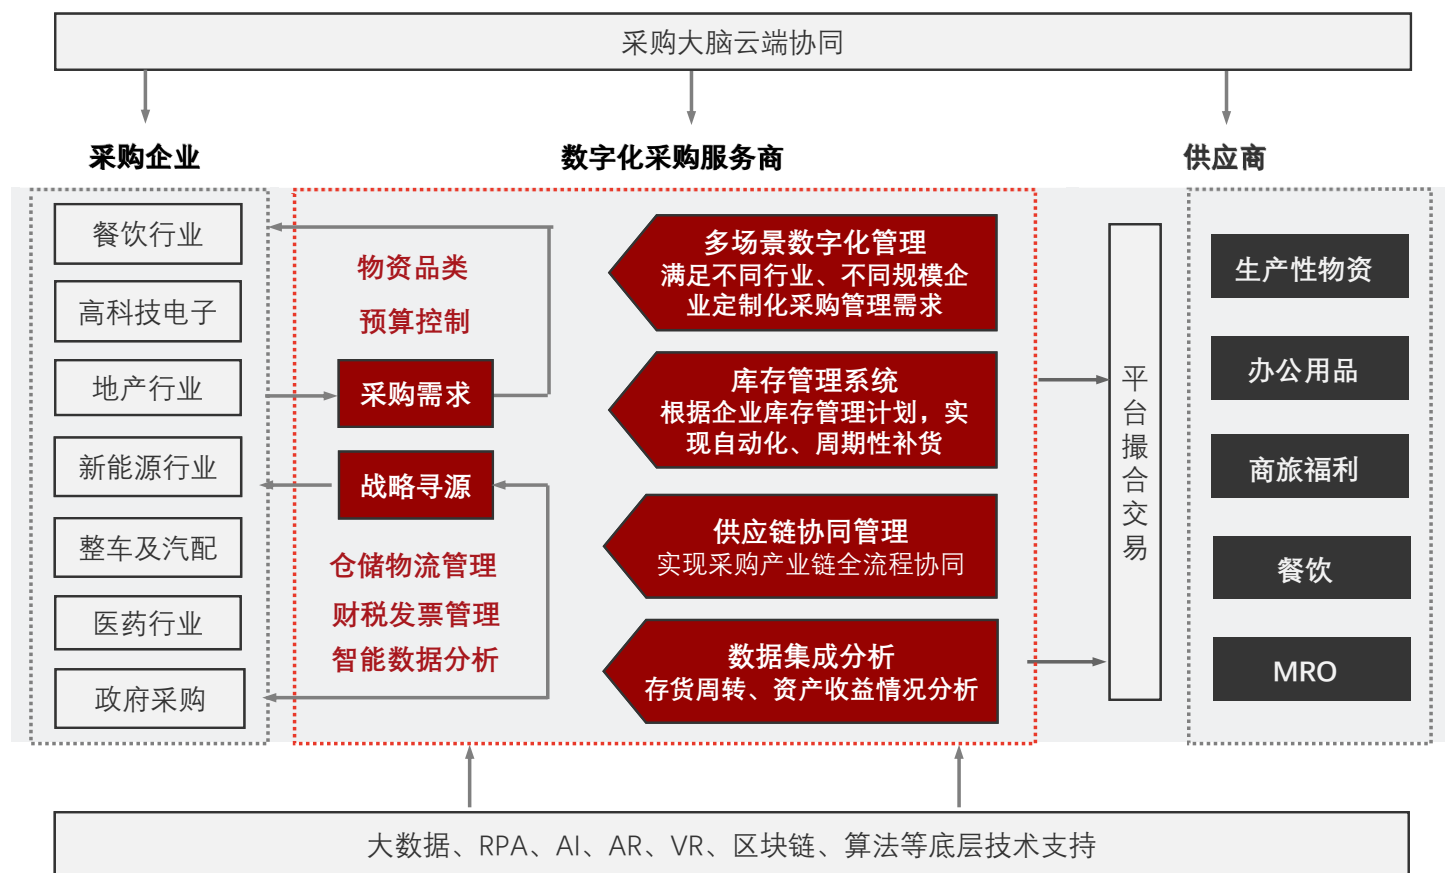 采购大脑云端协同
采购企业
数字化采购服务商
供应商
餐饮行业
高科技电子
地产行业
新能源行业
整车及汽配
医药行业
政府采购
物资品类
预算控制
采购需求
战略寻源
仓储物流管理
财税发票管理
智能数据分析
多场景数字化管理
满足不同行业、不同规模企
业定制化采购管理需求
库存管理系统
根据企业库存管理计划，实
现自动化、周期性补货
供应链协同管理
实现采购产业链全流程协同
数据集成分析
存货周转、资产收益情况分析
平台撮合交易
生产性物资
办公用品
商旅福利
餐饮
MRO
大数据、RPA、AI、AR、VR、区块链、算法等底层技术支持